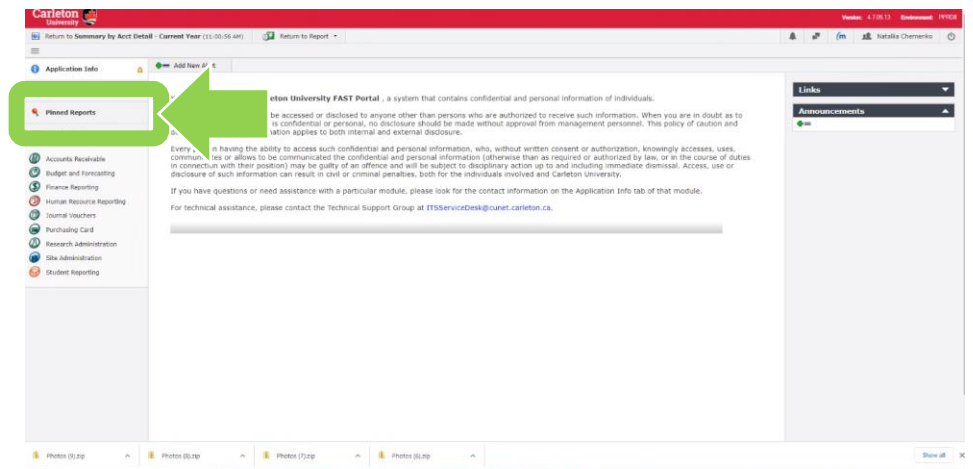 Carleton
University
Version: 4.7.05.13 Environment: PPRD8
Return to Summary by Acct Detail - Current Year (11:00:56 AM) Return to Report
Natalka Chernenko
Application Info
Add New A t
Pinned Reports
eton University FAST Portal , a system that contains confidential and personal information of individuals.
be accessed or disclosed to anyone other than persons who are authorized to receive such information. When you are in doubt as to
is confidential or personal, no disclosure should be made without approval from management personnel. This policy of caution and
mation applies to both internal and external disclosure.
Every p n having the ability to access such confidential and personal information, who, without written consent or authorization, knowingly accesses, uses,
communi tes or allows to be communicated the confidential and personal information (otherwise than as required or authorized by law, or in the course of duties
in connection with their position) may be guilty of an offence and will be subject to disciplinary action up to and including immediate dismissal. Access, use or
disclosure of such information can result in civil or criminal penalties, both for the individuals involved and Carleton University.
If you have questions or need assistance with a particular module, please look for the contact information on the Application Info tab of that module.
For technical assistance, please contact the Technical Support Group at ITSServiceDesk@cunet.carleton.ca.
Links
Announcements
Accounts Receivable
Budget and Forecasting
Finance Reporting
Human Resource Reporting
Journal Vouchers
Purchasing Card
Research Administration
Site Administration
Student Reporting
Photos (9).zip
Photos (8).zip
Photos (7).zip
Photos (6).zip
Show all